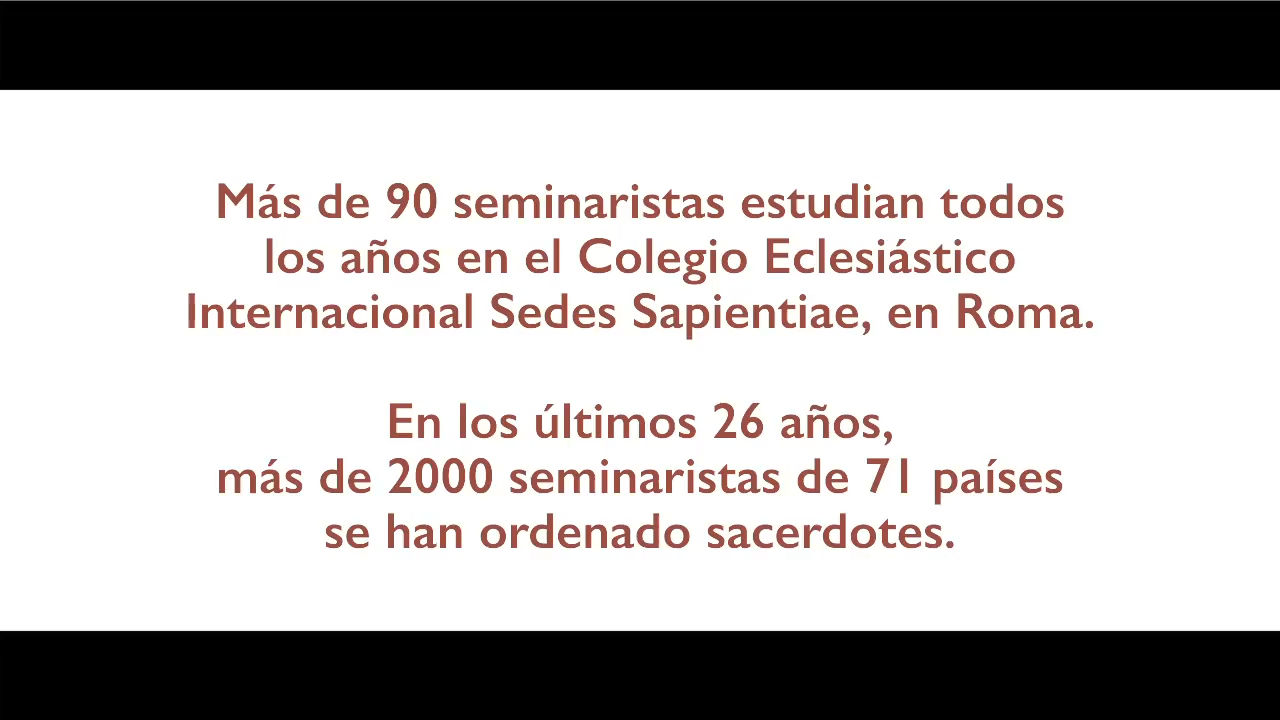 Más de 90 seminaristas estudian todos
los años en el Colegio Eclesiástico
Internacional Sedes Sapientiae, en Roma.
En los últimos 26 años,
más de 2000 seminaristas de 71 países
se han ordenado sacerdotes.